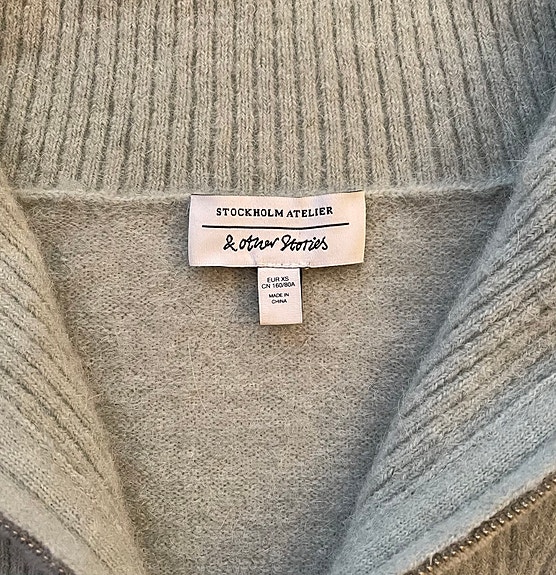 STOCKHOLM ATELIER
& other Stories
EUR XS
CN 160/80A
MADE IN
CHINA